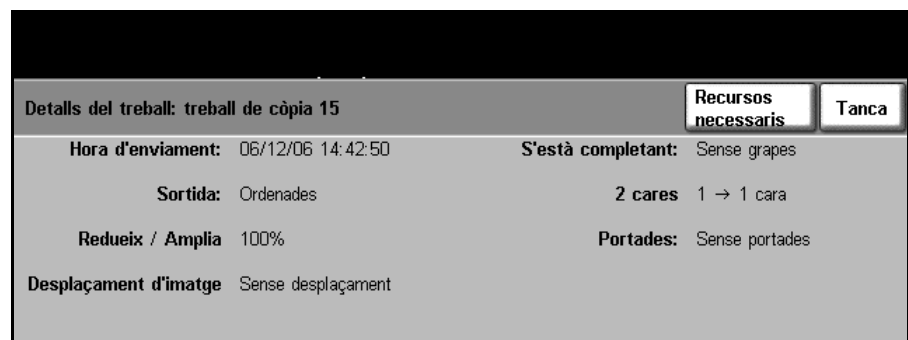 Detalls del treball: treball de còpia 15
Recursos
necessaris
Tanca
Hora d'enviament: 06/12/06 14:42:50
S'està completant: Sense grapes
Sortida: Ordenades
2 cares 1 → 1 cara
Redueix / Amplia 100%
Portades: Sense portades
Desplaçament d'imatge Sense desplaçament